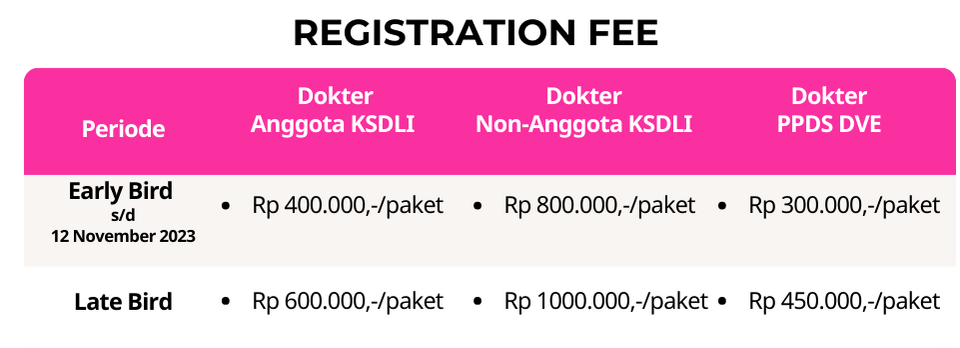 REGISTRATION FEE
Periode
Dokter
Anggota KSDLI
Dokter
Non-Anggota KSDLI
Dokter
PPDS DVE
Early Bird
s/d
12 November 2023
• Rp 400.000,-/paket
• Rp 800.000,-/paket
• Rp 300.000,-/paket
Late Bird
• Rp 600.000,-/paket
• Rp 1000.000,-/paket
• Rp 450.000,-/paket